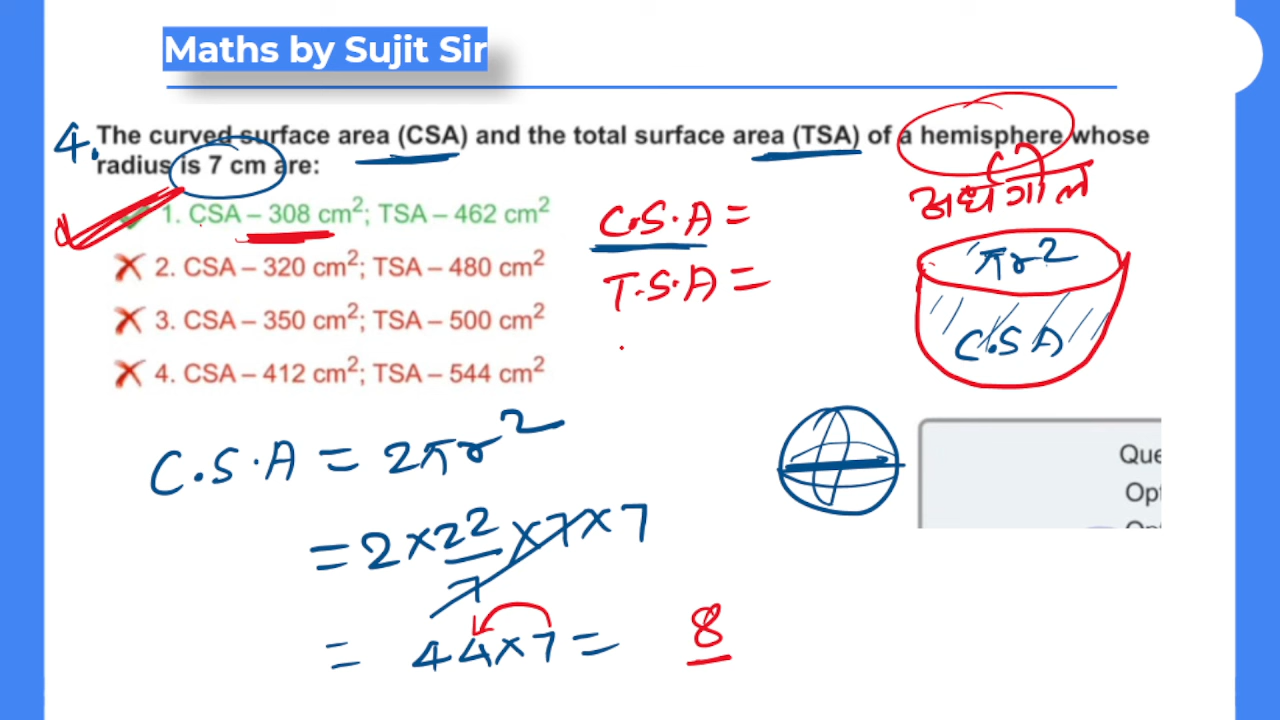 Maths by Sujit Sir
4. The curved surface area (CSA) and the total surface area (TSA) of a hemisphere whose
radius is 7 cm are:
1. CSA – 308 cm²; TSA – 462 cm²
2. CSA – 320 cm²; TSA – 480 cm²
3. CSA – 350 cm²; TSA – 500 cm²
4. CSA – 412 cm²; TSA – 544 cm²
C.S.A =
T.S.A =
अर्धगोल
πr²
C.S A
C.S.A = 2πr²
= 2 × 22/7 × 7 × 7
= 44×7 = 8
Que
Op